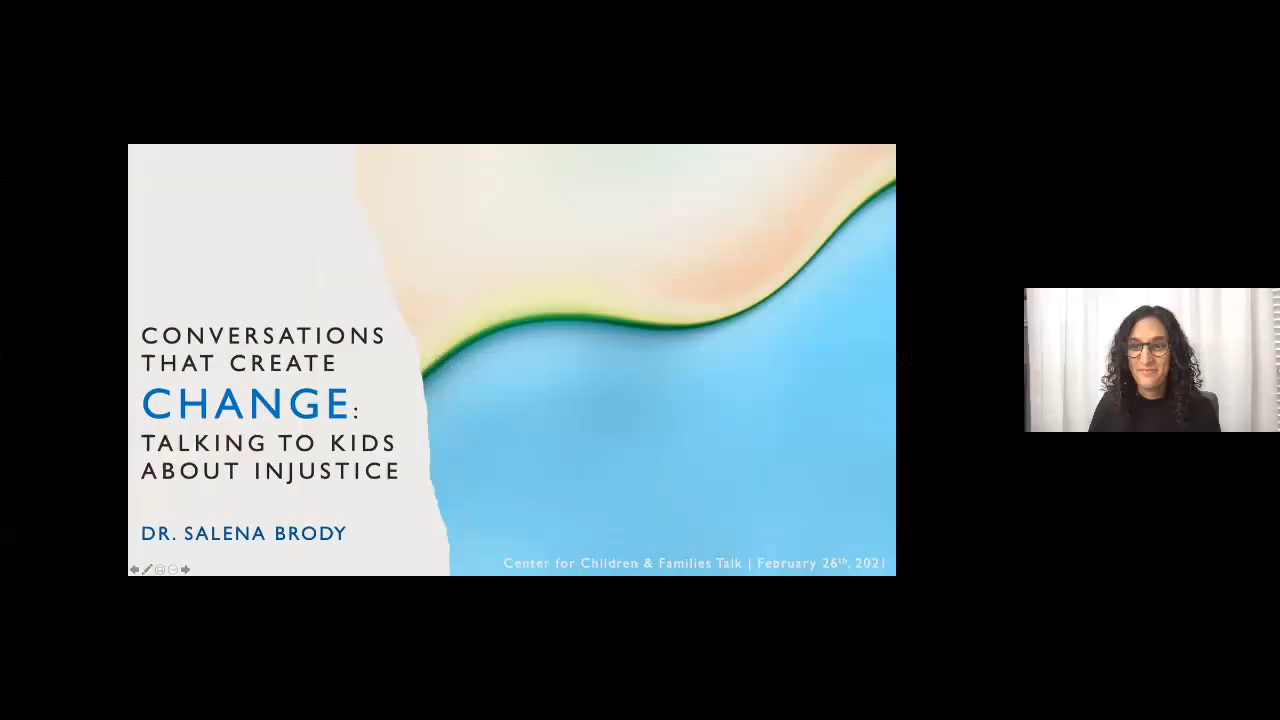 CONVERSATIONS
THAT CREATE
CHANGE:
TALKING TO KIDS
ABOUT INJUSTICE
DR. SALENA BRODY
Center for Children & Families Talk | February 26th, 2021